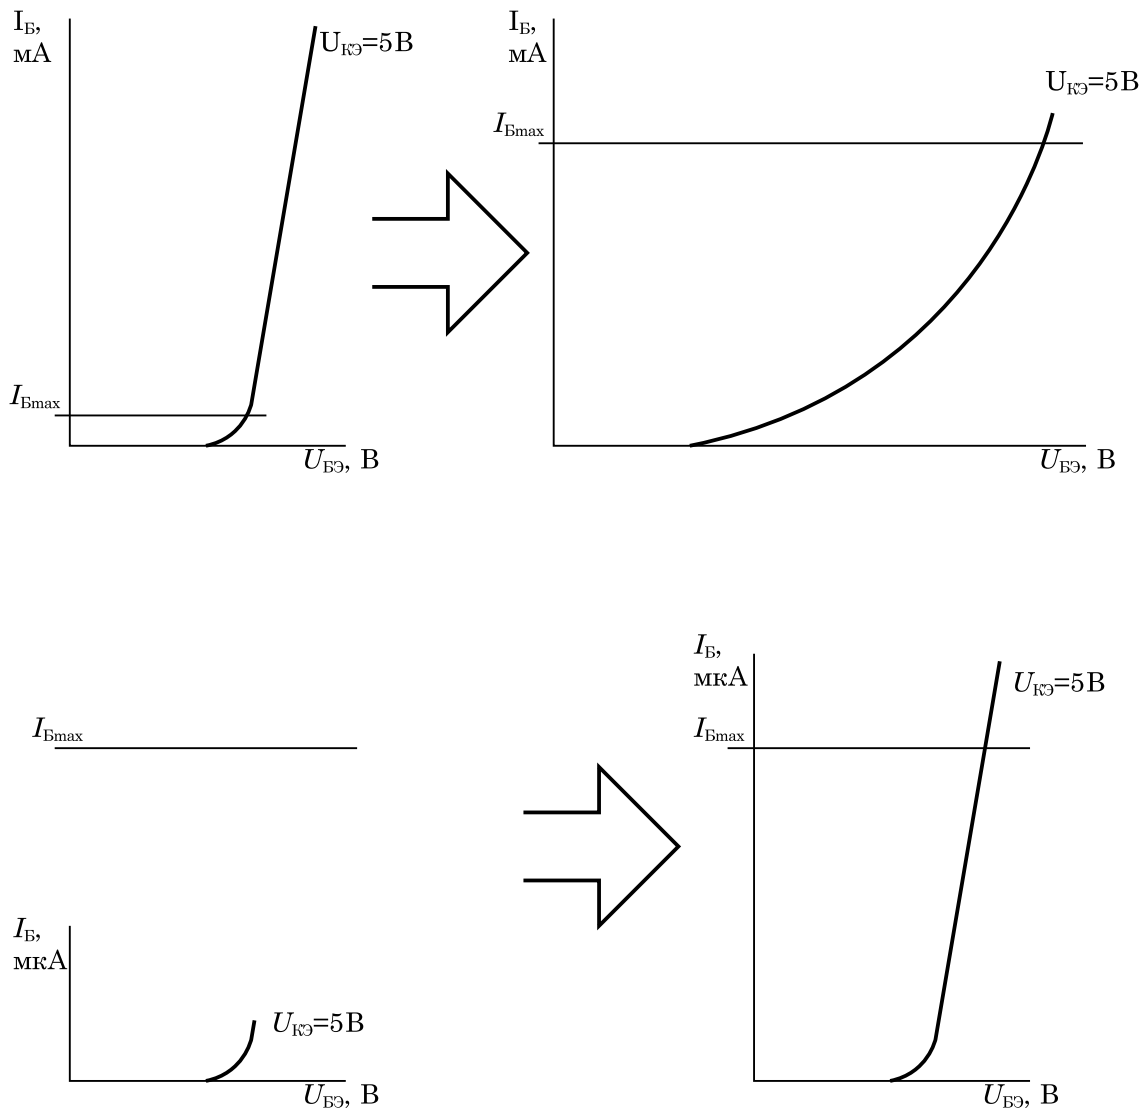 IБ,
мА
UКЭ=5В
IБmax
UБЭ, В
IБ,
мА
UКЭ=5В
IБmax
UБЭ, В
IБmax
IБ,
мкА
UКЭ=5В
UБЭ, В
IБ,
мкА
UКЭ=5В
IБmax
UБЭ, В